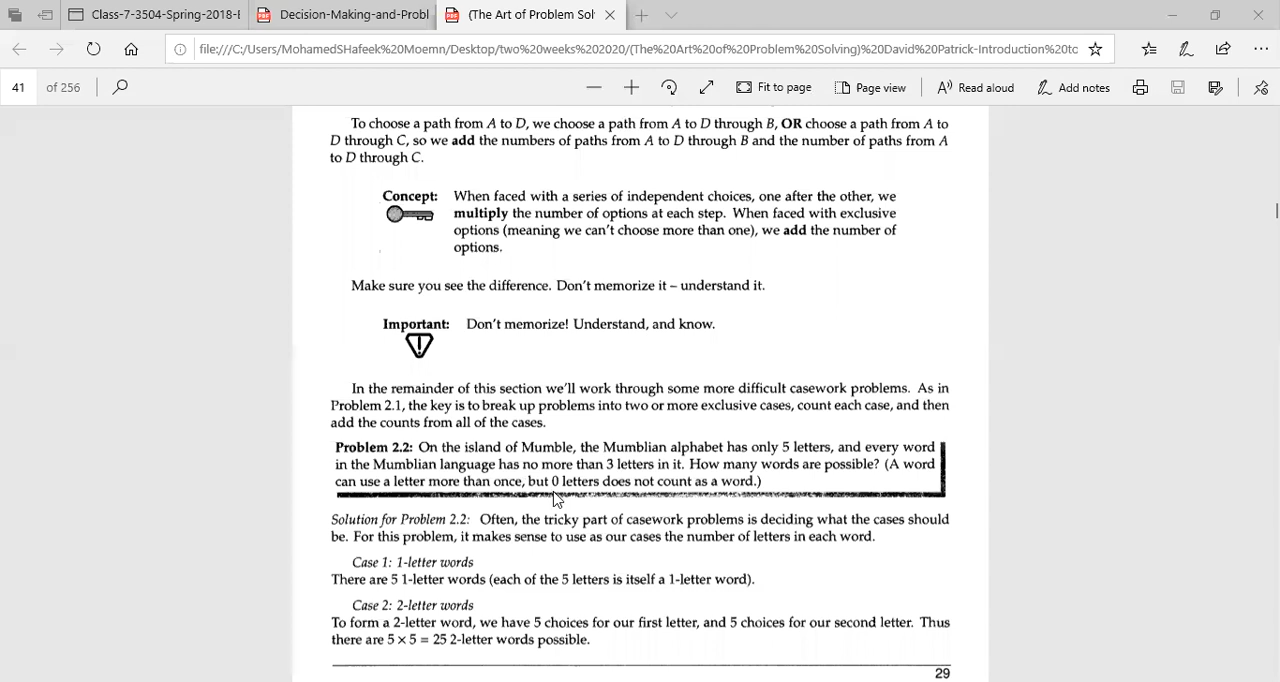 Class-7-3504-Spring-2018-I
Decision-Making-and-Probl
(The Art of Problem Sol
file:///C:/Users/MohamedSHafeek%20Moemn/Desktop/two%20weeks%202020/(The%20Art%20of%20Problem%20Solving)%20David%20Patrick-Introduction%20tc
41 of 256
Fit to page
Page view
Read aloud
Add notes
To choose a path from A to D, we choose a path from A to D through B, OR choose a path from A to
D through C, so we add the numbers of paths from A to D through B and the number of paths from A
to D through C.
Concept: When faced with a series of independent choices, one after the other, we
multiply the number of options at each step. When faced with exclusive
options (meaning we can't choose more than one), we add the number of
options.
Make sure you see the difference. Don't memorize it – understand it.
Important: Don't memorize! Understand, and know.
In the remainder of this section we'll work through some more difficult casework problems. As in
Problem 2.1, the key is to break up problems into two or more exclusive cases, count each case, and then
add the counts from all of the cases.
Problem 2.2: On the island of Mumble, the Mumblian alphabet has only 5 letters, and every word
in the Mumblian language has no more than 3 letters in it. How many words are possible? (A word
can use a letter more than once, but 0 letters does not count as a word.)
Solution for Problem 2.2: Often, the tricky part of casework problems is deciding what the cases should
be. For this problem, it makes sense to use as our cases the number of letters in each word.
Case 1: 1-letter words
There are 5 1-letter words (each of the 5 letters is itself a 1-letter word).
Case 2: 2-letter words
To form a 2-letter word, we have 5 choices for our first letter, and 5 choices for our second letter. Thus
there are 5 × 5 = 25 2-letter words possible.
29